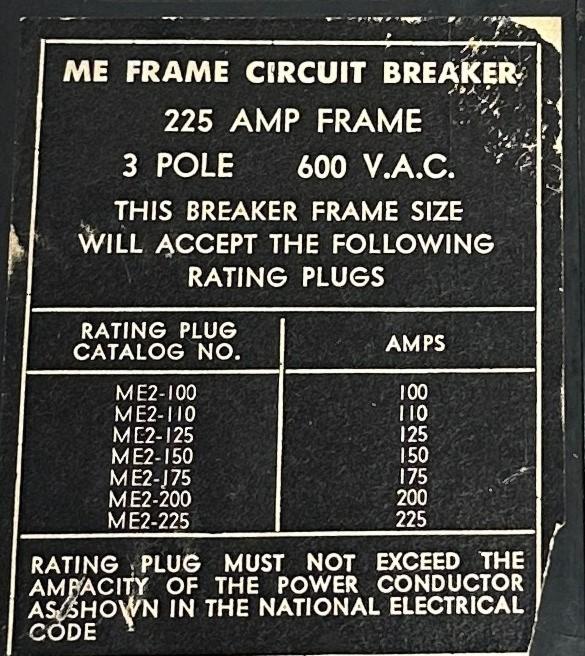 ME FRAME CIRCUIT BREAKER
225 AMP FRAME
3 POLE 600 V.A.C.
THIS BREAKER FRAME SIZE
WILL ACCEPT THE FOLLOWING
RATING PLUGS
RATING PLUG CATALOG NO. AMPS
ME2-100 100
ME2-110 110
ME2-125 125
ME2-150 150
ME2-175 175
ME2-200 200
ME2-225 225
RATING PLUG MUST NOT EXCEED THE
AMPACITY OF THE POWER CONDUCTOR
AS SHOWN IN THE NATIONAL ELECTRICAL
CODE